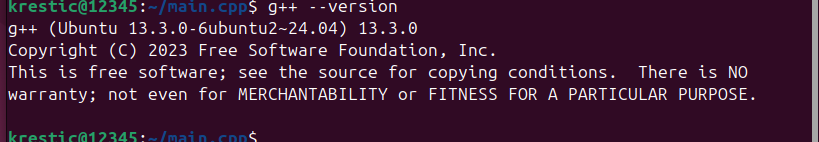 krestic@12345:~/main.cpp$ g++ --version
g++ (Ubuntu 13.3.0-6ubuntu2~24.04) 13.3.0
Copyright (C) 2023 Free Software Foundation, Inc.
This is free software; see the source for copying conditions.  There is NO
warranty; not even for MERCHANTABILITY or FITNESS FOR A PARTICULAR PURPOSE.
krestic@12345:~/main.cpp$